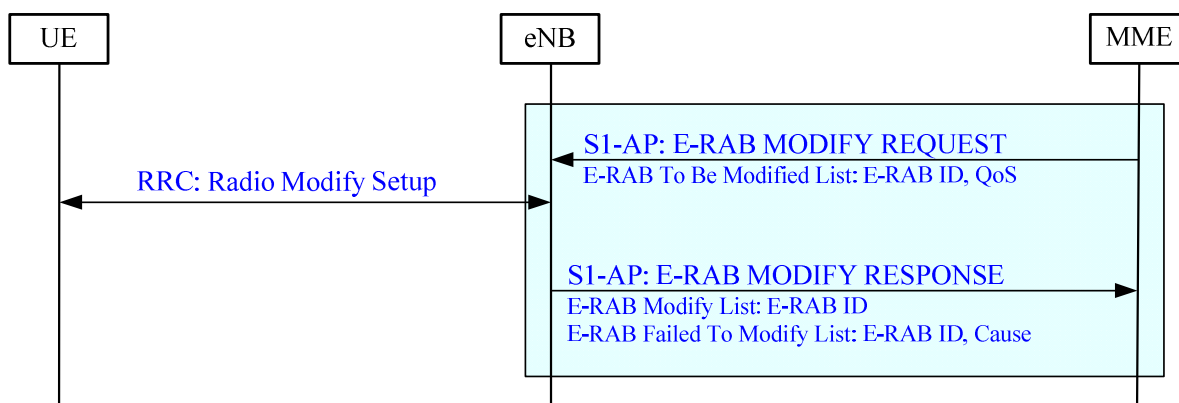 UE
eNB
MME
S1-AP: E-RAB MODIFY REQUEST
E-RAB To Be Modified List: E-RAB ID, QoS
RRC: Radio Modify Setup
S1-AP: E-RAB MODIFY RESPONSE
E-RAB Modify List: E-RAB ID
E-RAB Failed To Modify List: E-RAB ID, Cause